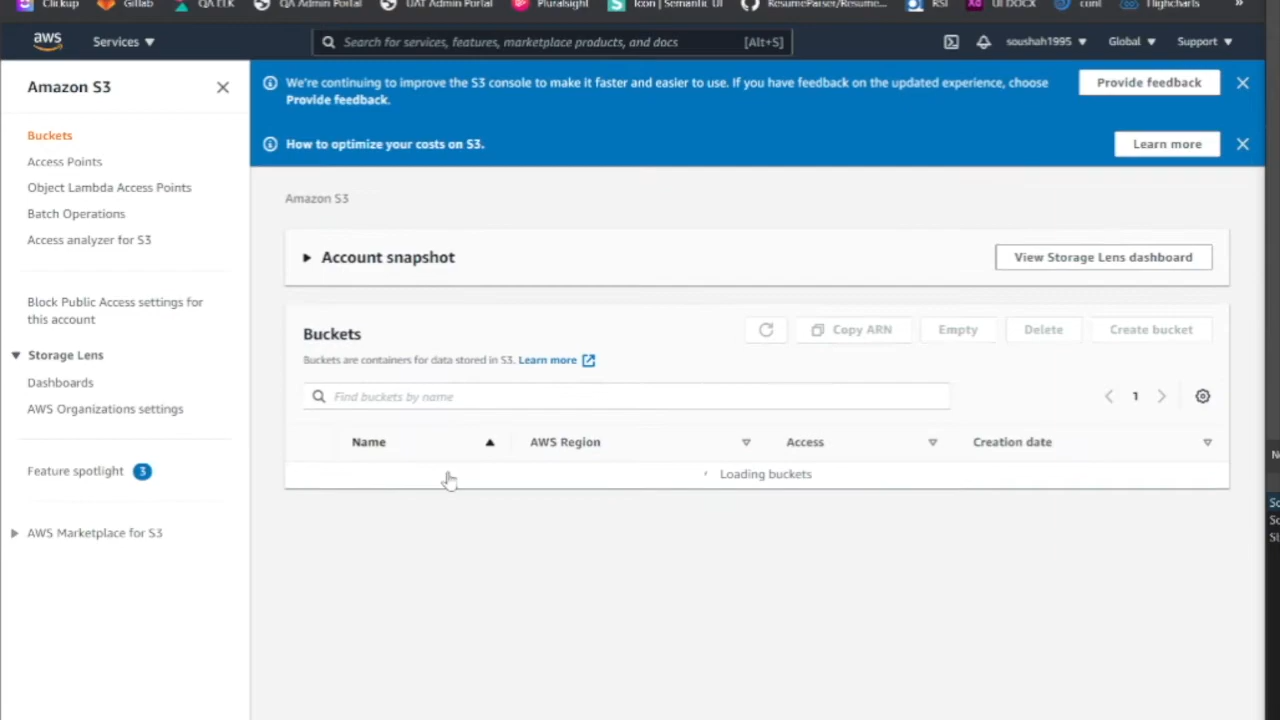 Clickup Gitlab QA ELK QA Admin Portal UAT Admin Portal Pluralsight Icon | Semantic UI ResumeParser/Resume... RSI UI DOCX conf Highcharts »
aws Services ▼ Search for services, features, marketplace products, and docs [Alt+S] soushah1995 ▼ Global ▼ Support ▼
Amazon S3
Buckets
Access Points
Object Lambda Access Points
Batch Operations
Access analyzer for S3
Block Public Access settings for
this account
Storage Lens
Dashboards
AWS Organizations settings
Feature spotlight 3
AWS Marketplace for S3
We're continuing to improve the S3 console to make it faster and easier to use. If you have feedback on the updated experience, choose
Provide feedback.
Provide feedback
How to optimize your costs on S3.
Learn more
Amazon S3
Account snapshot
View Storage Lens dashboard
Buckets
Copy ARN Empty Delete Create bucket
Buckets are containers for data stored in S3. Learn more
Find buckets by name
1
Name AWS Region Access Creation date
Loading buckets